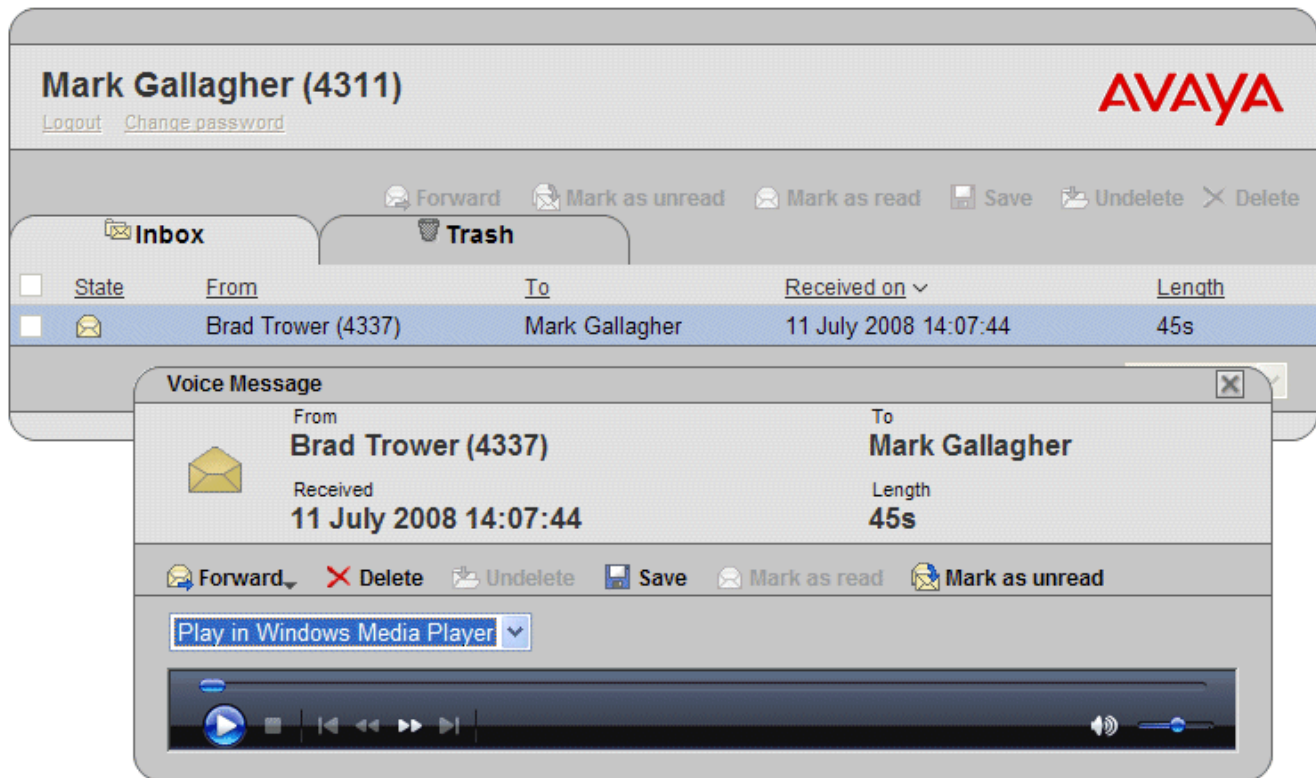 Mark Gallagher (4311)
AVAYA
Logout Change password
Forward Mark as unread Mark as read Save Undelete Delete
Inbox Trash
State From To Received on Length
Brad Trower (4337) Mark Gallagher 11 July 2008 14:07:44 45s
Voice Message
From To
Brad Trower (4337) Mark Gallagher
Received Length
11 July 2008 14:07:44 45s
Forward Delete Undelete Save Mark as read Mark as unread
Play in Windows Media Player